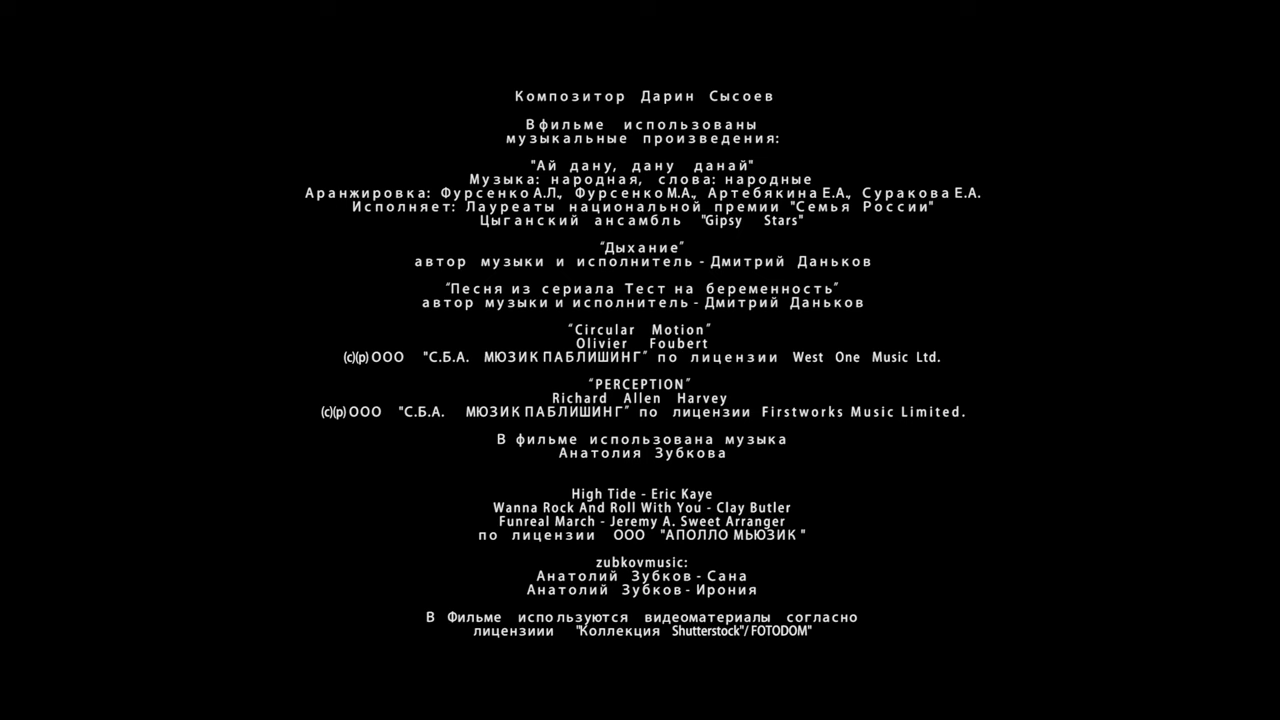 Композитор Дарин Сысоев
В фильме использованы
музыкальные произведения:
"Ай дану, дану данай"
Музыка: народная, слова: народные
Аранжировка: Фурсенко А.Л., Фурсенко М.А., Артебякина Е.А., Суракова Е.А.
Исполняет: Лауреаты национальной премии "Семья России"
Цыганский ансамбль "Gipsy Stars"
“Дыхание”
автор музыки и исполнитель - Дмитрий Даньков
“Песня из сериала Тест на беременность”
автор музыки и исполнитель - Дмитрий Даньков
“Circular Motion”
Olivier Foubert
(c)(p) ООО "С.Б.А. МЮЗИК ПАБЛИШИНГ” по лицензии West One Music Ltd.
“PERCEPTION”
Richard Allen Harvey
(c)(p) ООО "С.Б.А. МЮЗИК ПАБЛИШИНГ” по лицензии Firstworks Music Limited.
В фильме использована музыка
Анатолия Зубкова
High Tide - Eric Kaye
Wanna Rock And Roll With You - Clay Butler
Funreal March - Jeremy A. Sweet Arranger
по лицензии ООО "АПОЛЛО МЬЮЗИК "
zubkovmusic:
Анатолий Зубков - Сана
Анатолий Зубков - Ирония
В Фильме используются видеоматериалы согласно
лицензиии "Коллекция Shutterstock"/ FOTODOM"